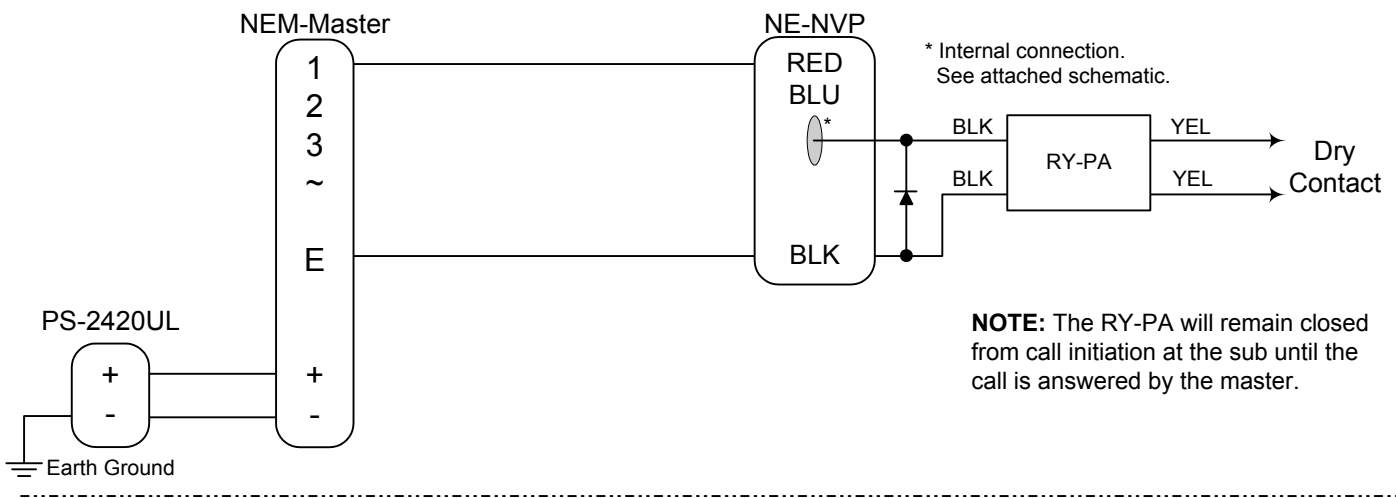 NEM-Master
1
2
3
~
E
+
-
NE-NVP
RED
BLU
*
BLK
* Internal connection.
See attached schematic.
BLK
BLK
RY-PA
YEL
YEL
Dry
Contact
PS-2420UL
+
-
Earth Ground
NOTE: The RY-PA will remain closed
from call initiation at the sub until the
call is answered by the master.